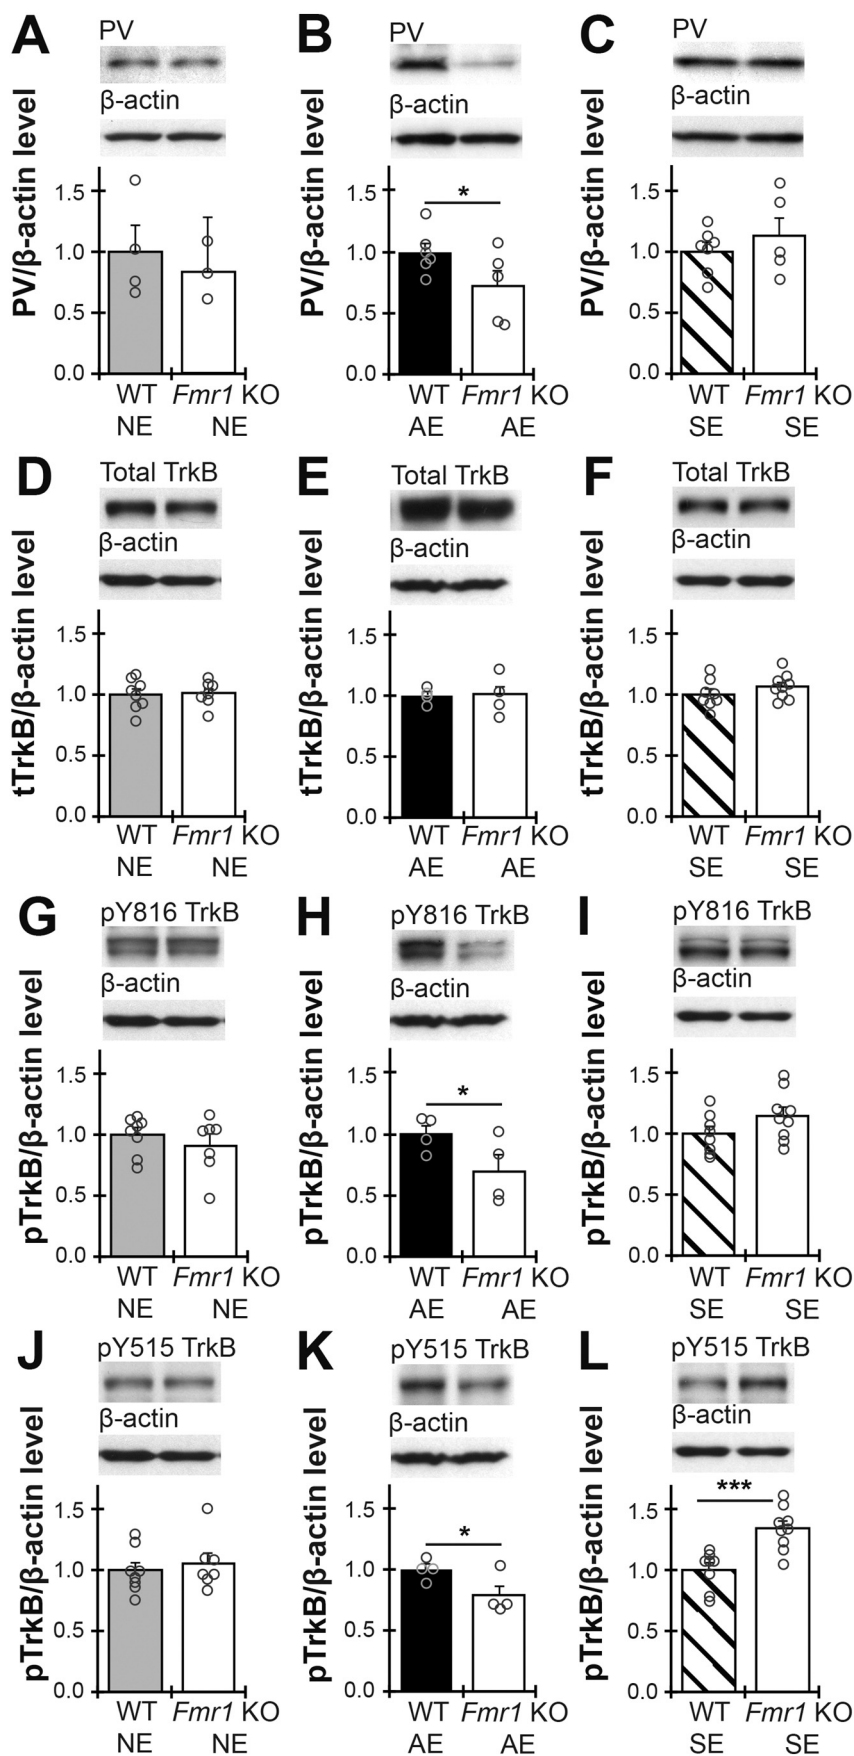 A
PV
β-actin
PV/β-actin level
1.5
1.0
0.5
0.0
WT Fmr1 KO
NE NE
B
PV
β-actin
PV/β-actin level
1.5
1.0
0.5
0.0
*
WT Fmr1 KO
AE AE
C
PV
β-actin
PV/β-actin level
1.5
1.0
0.5
0.0
WT Fmr1 KO
SE SE
D
Total TrkB
β-actin
tTrkB/β-actin level
1.5
1.0
0.5
0.0
WT Fmr1 KO
NE NE
E
Total TrkB
β-actin
tTrkB/β-actin level
1.5
1.0
0.5
0.0
WT Fmr1 KO
AE AE
F
Total TrkB
β-actin
tTrkB/β-actin level
1.5
1.0
0.5
0.0
WT Fmr1 KO
SE SE
G
pY816 TrkB
β-actin
pTrkB/β-actin level
1.5
1.0
0.5
0.0
WT Fmr1 KO
NE NE
H
pY816 TrkB
β-actin
pTrkB/β-actin level
1.5
1.0
0.5
0.0
*
WT Fmr1 KO
AE AE
I
pY816 TrkB
β-actin
pTrkB/β-actin level
1.5
1.0
0.5
0.0
WT Fmr1 KO
SE SE
J
pY515 TrkB
β-actin
pTrkB/β-actin level
1.5
1.0
0.5
0.0
WT Fmr1 KO
NE NE
K
pY515 TrkB
β-actin
pTrkB/β-actin level
1.5
1.0
0.5
0.0
*
WT Fmr1 KO
AE AE
L
pY515 TrkB
β-actin
pTrkB/β-actin level
1.5
1.0
0.5
0.0
***
WT Fmr1 KO
SE SE